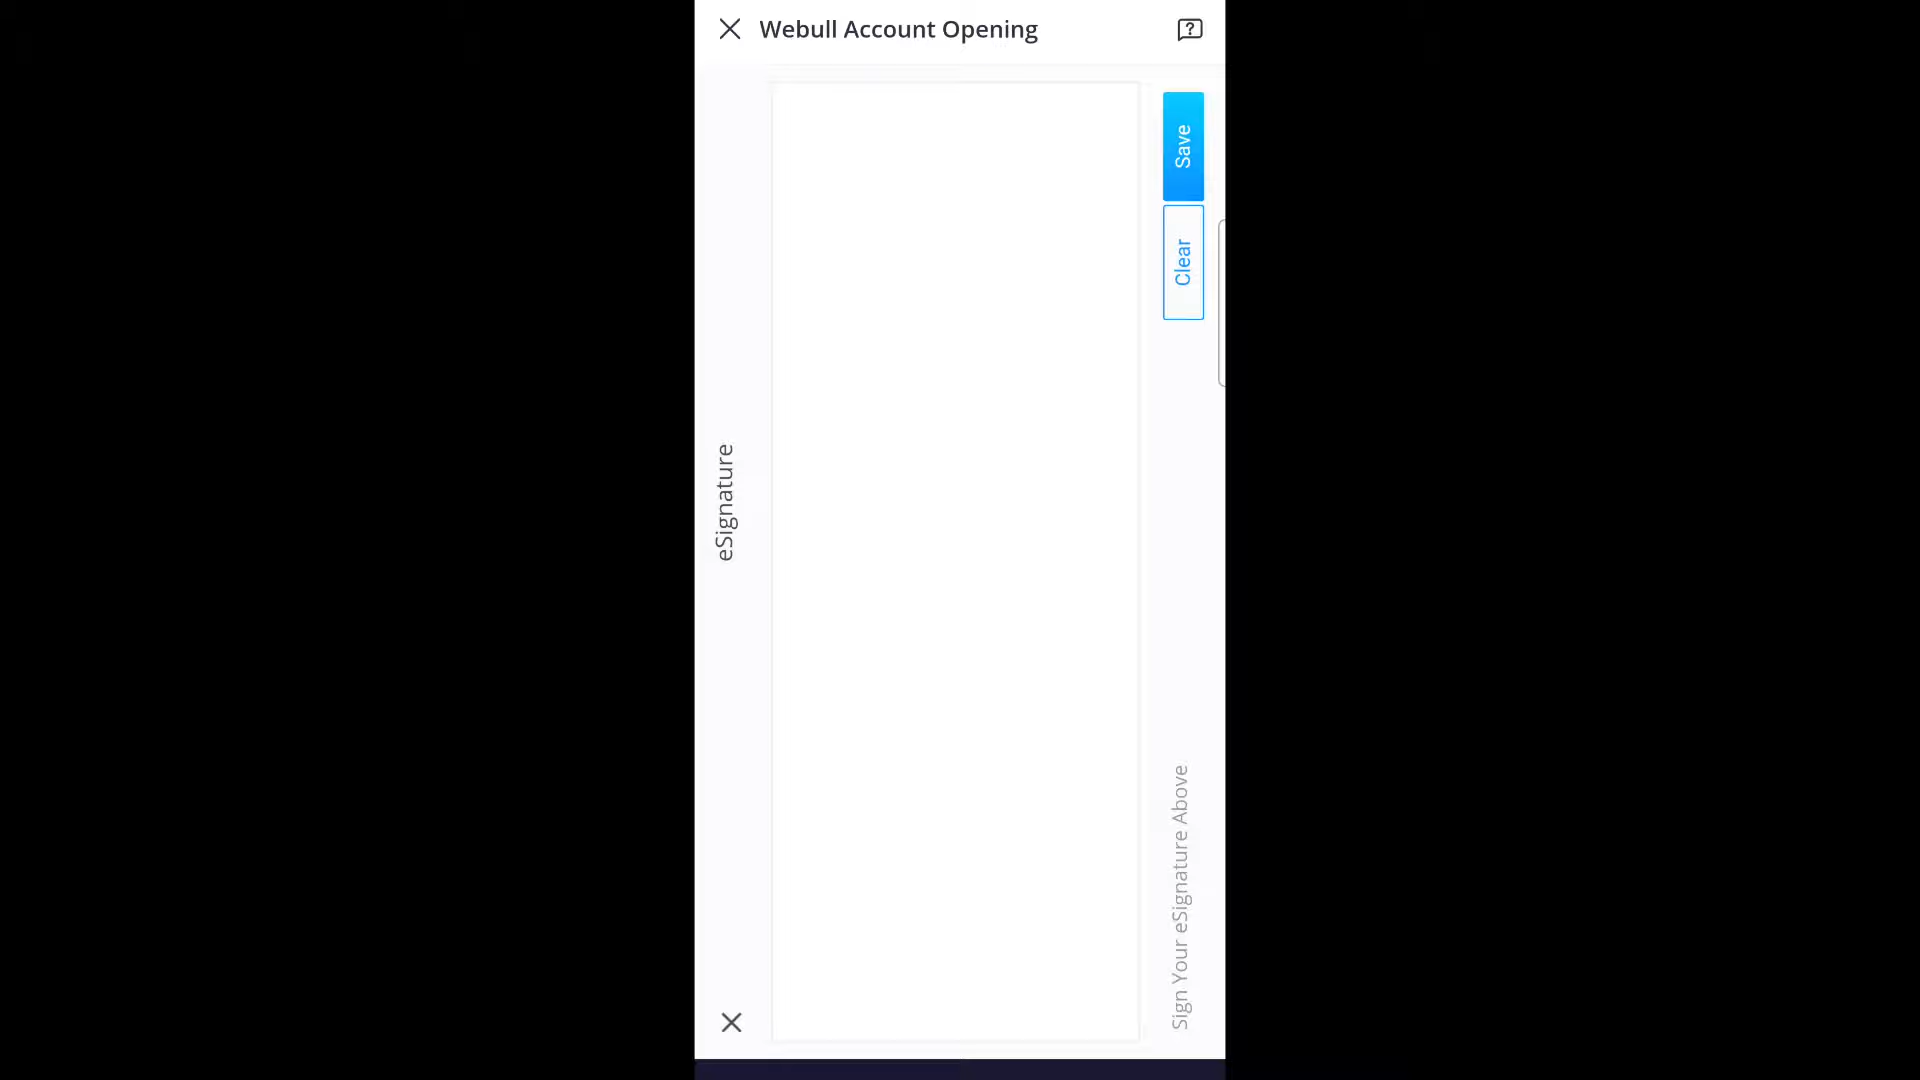 Webull Account Opening
eSignature
Save
Clear
Sign Your eSignature Above